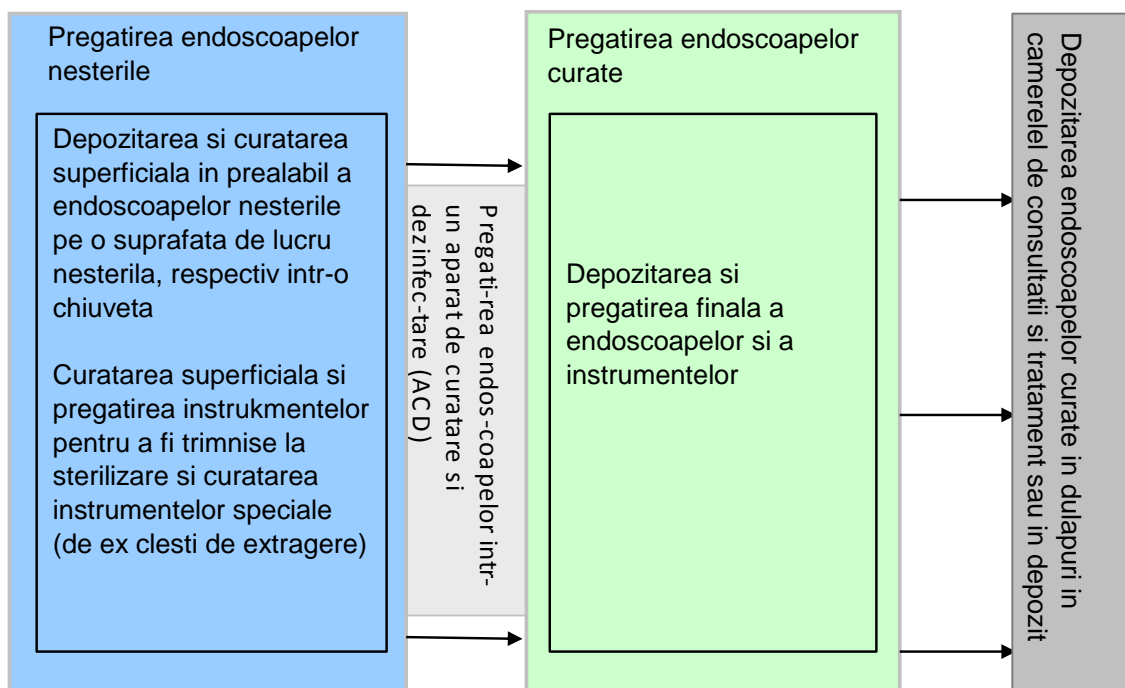 Pregatirea endoscoapelor
nesterile
Depozitarea si curatarea
superficiala in prealabil a
endoscoapelor nesterile
pe o suprafata de lucru
nesterila, respectiv intr-o
chiuveta
Curatarea superficiala si
pregatirea instrukmentelor
pentru a fi trimnise la
sterilizare si curatarea
instrumentelor speciale
(de ex clesti de extragere)
Pregati-rea endos-coapelor intr-
un aparat de curatare si
dezinfec-tare (ACD)
Pregatirea endoscoapelor
curate
Depozitarea si
pregatirea finala a
endoscoapelor si a
instrumentelor
Depozitarea endoscoapelor curate in dulapuri in
camerelel de consultatii si tratament sau in depozit